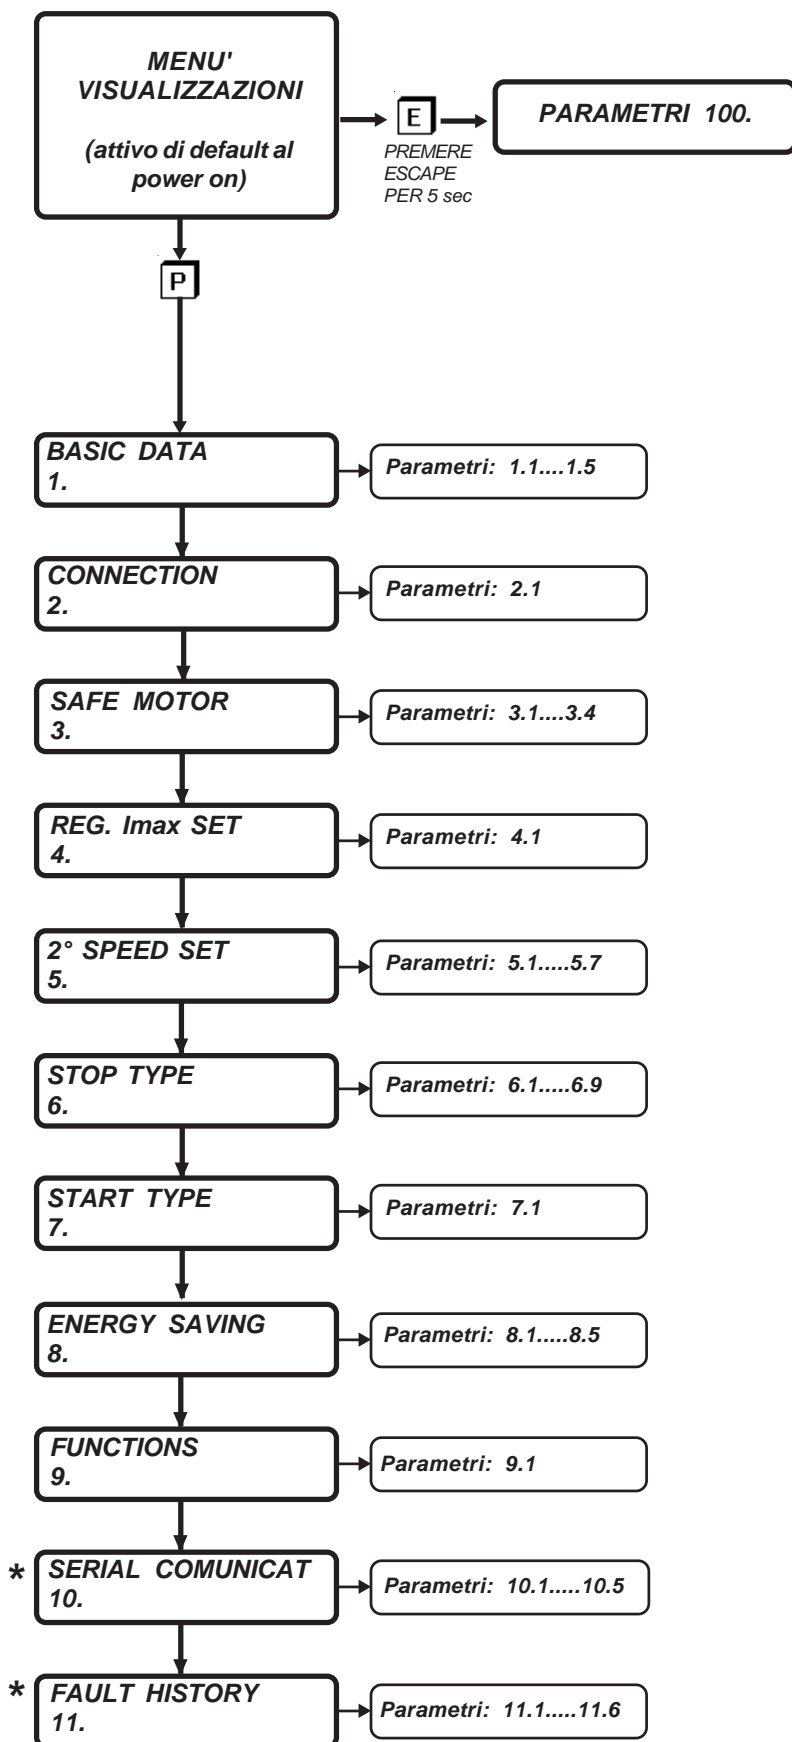 MENU'
VISUALIZZAZIONI
(attivo di default al
power on)
E
PREMERE
ESCAPE
PER 5 sec
PARAMETRI 100.
P
BASIC DATA
1.
Parametri: 1.1....1.5
CONNECTION
2.
Parametri: 2.1
SAFE MOTOR
3.
Parametri: 3.1....3.4
REG. Imax SET
4.
Parametri: 4.1
2° SPEED SET
5.
Parametri: 5.1.....5.7
STOP TYPE
6.
Parametri: 6.1.....6.9
START TYPE
7.
Parametri: 7.1
ENERGY SAVING
8.
Parametri: 8.1.....8.5
FUNCTIONS
9.
Parametri: 9.1
* SERIAL COMUNICAT
10.
Parametri: 10.1.....10.5
* FAULT HISTORY
11.
Parametri: 11.1.....11.6